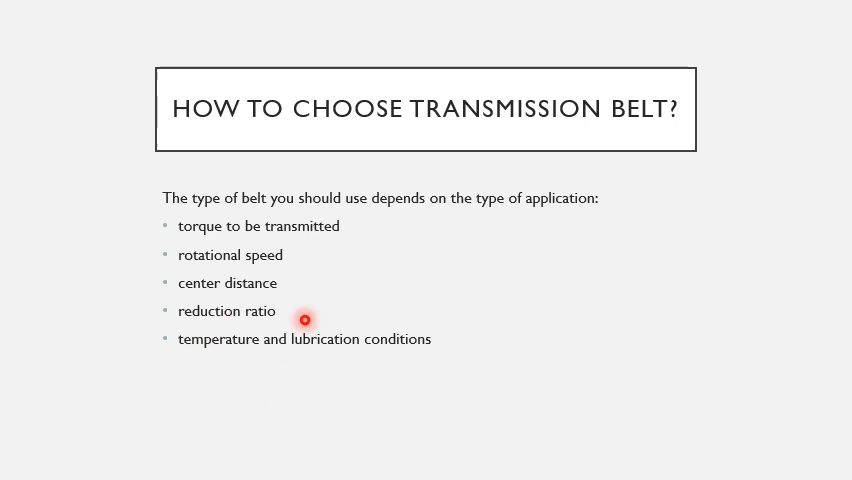 HOW TO CHOOSE TRANSMISSION BELT?
The type of belt you should use depends on the type of application:
• torque to be transmitted
• rotational speed
• center distance
• reduction ratio
• temperature and lubrication conditions